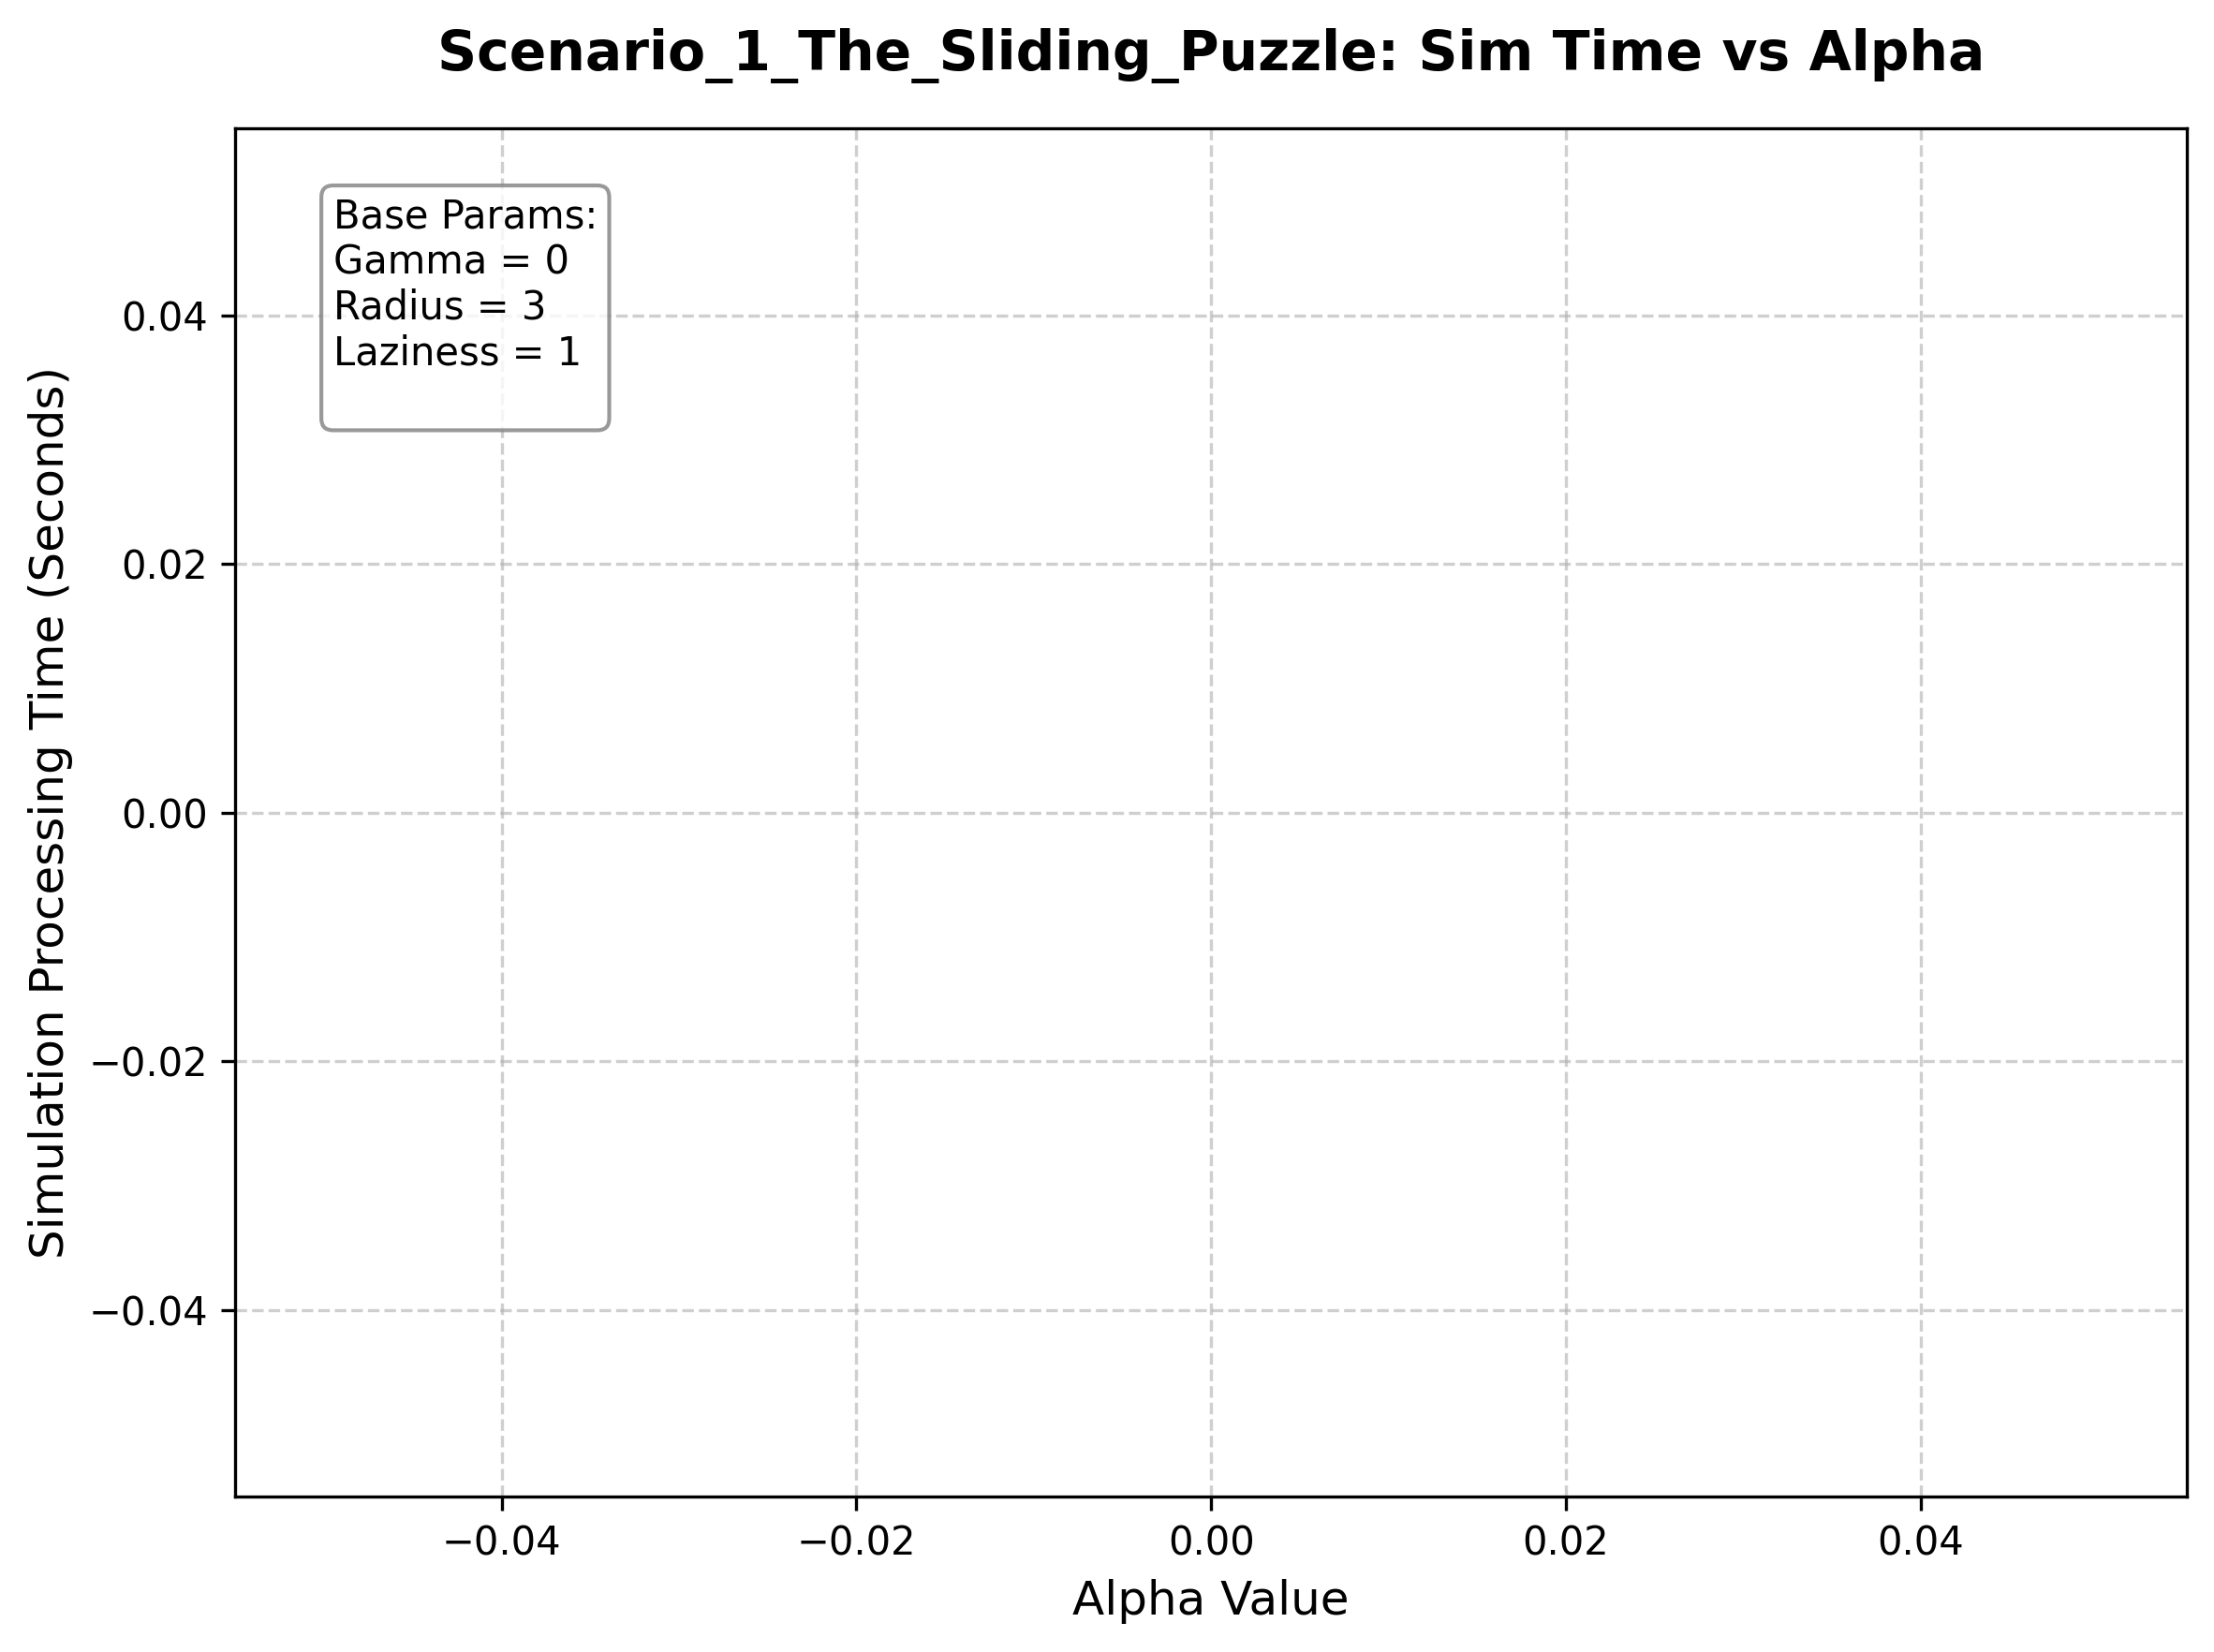 Scenario_1_The_Sliding_Puzzle: Sim Time vs Alpha
Base Params:
Gamma = 0
Radius = 3
Laziness = 1
Simulation Processing Time (Seconds)
0.04
0.02
0.00
−0.02
−0.04
−0.04
−0.02
0.00
0.02
0.04
Alpha Value